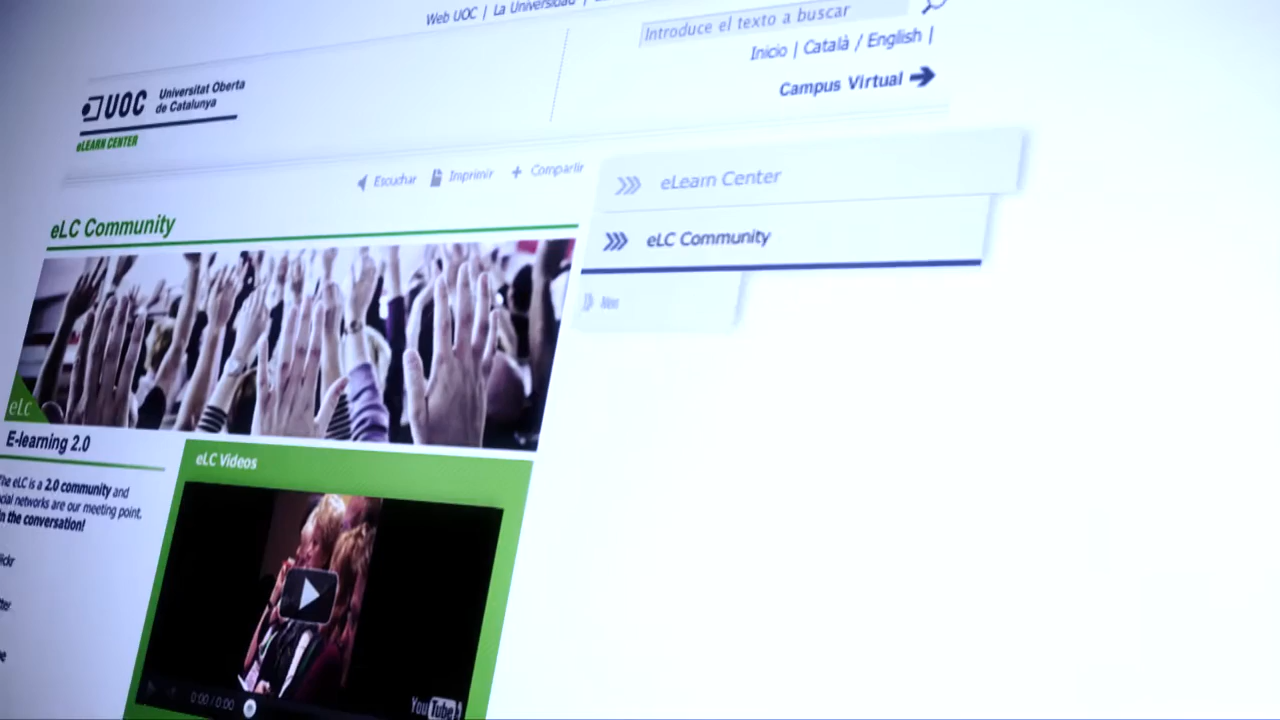 Web UOC | La Universidad |
Introduce el texto a buscar
Inicio | Català / English |
Campus Virtual
UOC
Universitat Oberta
de Catalunya
eLEARN CENTER
Escuchar
Imprimir
Compartir
eLearn Center
eLC Community
eLC Community
eLc
E-learning 2.0
The eLC is a 2.0 community and
networks are our meeting point.
the conversation!
eLC Videos
0:00 / 0:00
YouTube